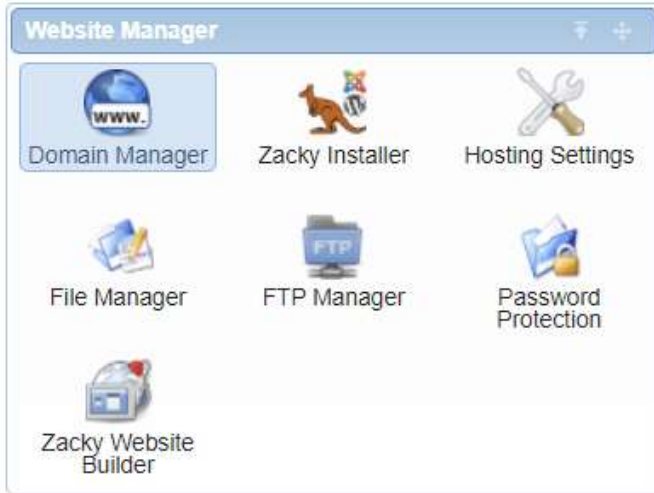 Website Manager
www.
Domain Manager
Zacky Installer
Hosting Settings
File Manager
FTP
FTP Manager
Password
Protection
Zacky Website
Builder